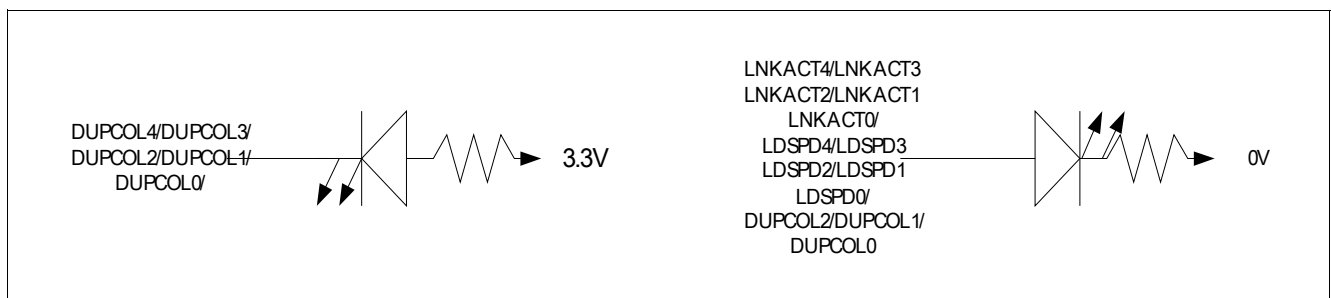 DUPCOL4/DUPCOL3/
DUPCOL2/DUPCOL1/
DUPCOL0/
3.3V
LNKACT4/LNKACT3
LNKACT2/LNKACT1
LNKACT0/
LDSPD4/LDSPD3
LDSPD2/LDSPD1
LDSPD0/
DUPCOL2/DUPCOL1/
DUPCOL0
0V